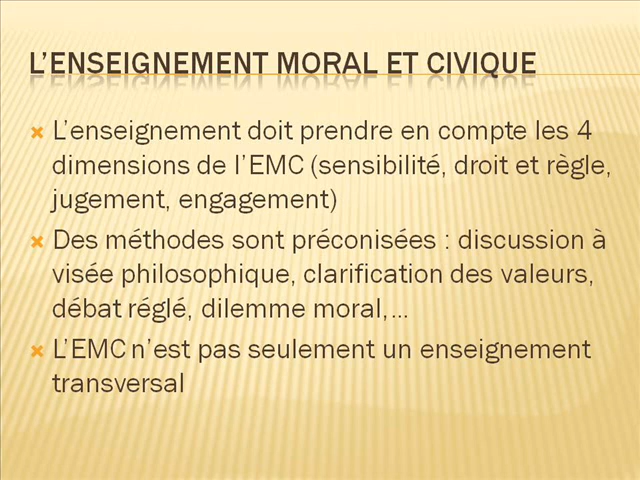 L'ENSEIGNEMENT MORAL ET CIVIQUE
L'enseignement doit prendre en compte les 4
dimensions de l'EMC (sensibilité, droit et règle,
jugement, engagement)
Des méthodes sont préconisées : discussion à
visée philosophique, clarification des valeurs,
débat réglé, dilemme moral,...
L'EMC n'est pas seulement un enseignement
transversal